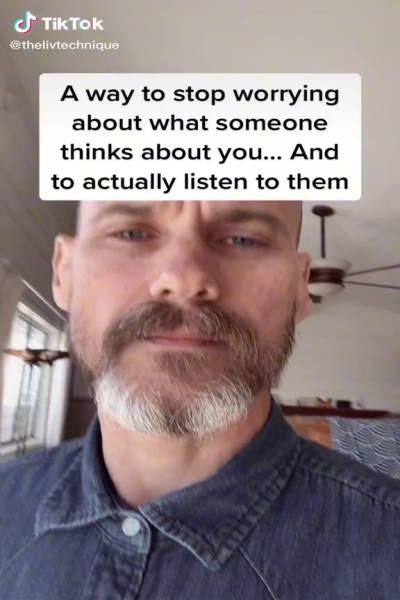 TikTok
@thelivtechnique
A way to stop worrying
about what someone
thinks about you... And
to actually listen to them